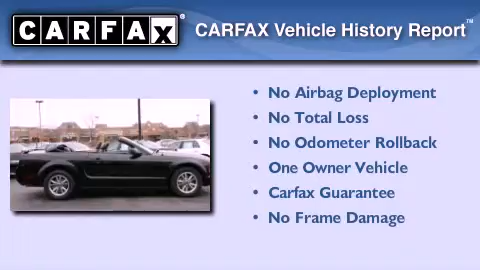 CARFAX
CARFAX Vehicle History Report™
• No Airbag Deployment
• No Total Loss
• No Odometer Rollback
• One Owner Vehicle
• Carfax Guarantee
• No Frame Damage